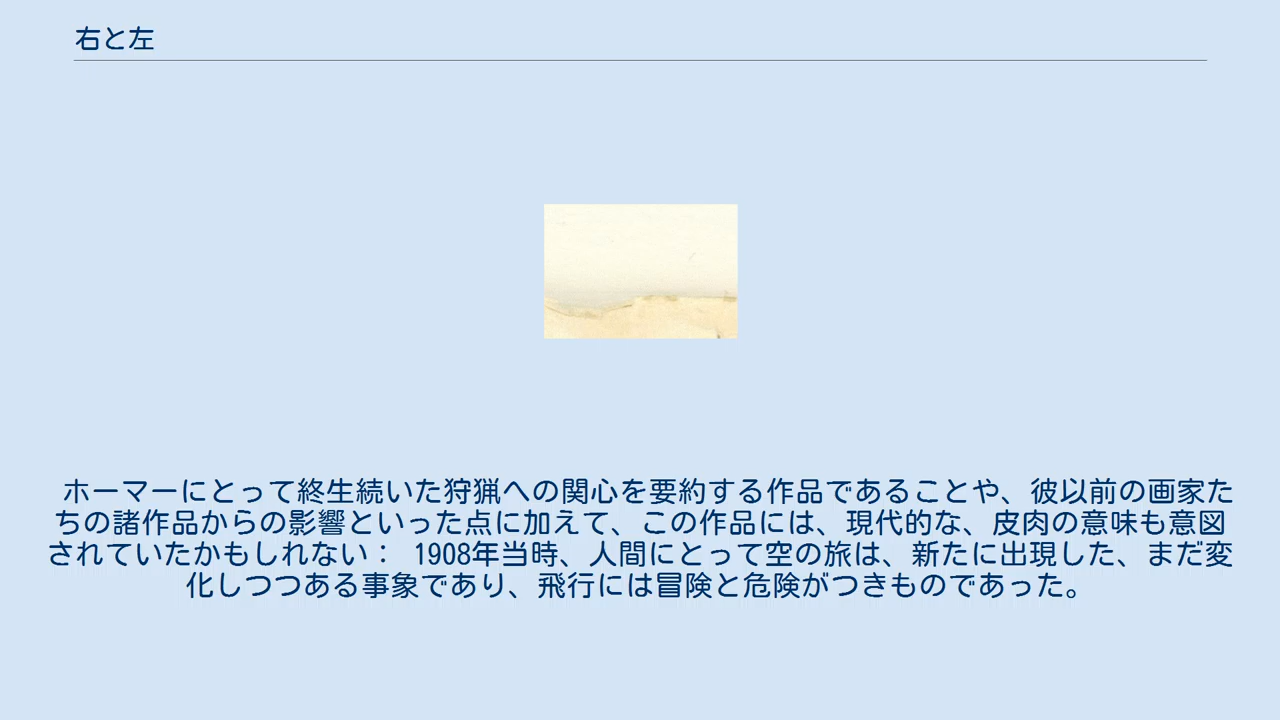 右と左
ホーマーにとって終生続いた狩猟への関心を要約する作品であることや、彼以前の画家た
ちの諸作品からの影響といった点に加えて、この作品には、現代的な、皮肉の意味も意図
されていたかもしれない： 1908年当時、人間にとって空の旅は、新たに出現した、まだ変
化しつつある事象であり、飛行には冒険と危険がつきものであった。